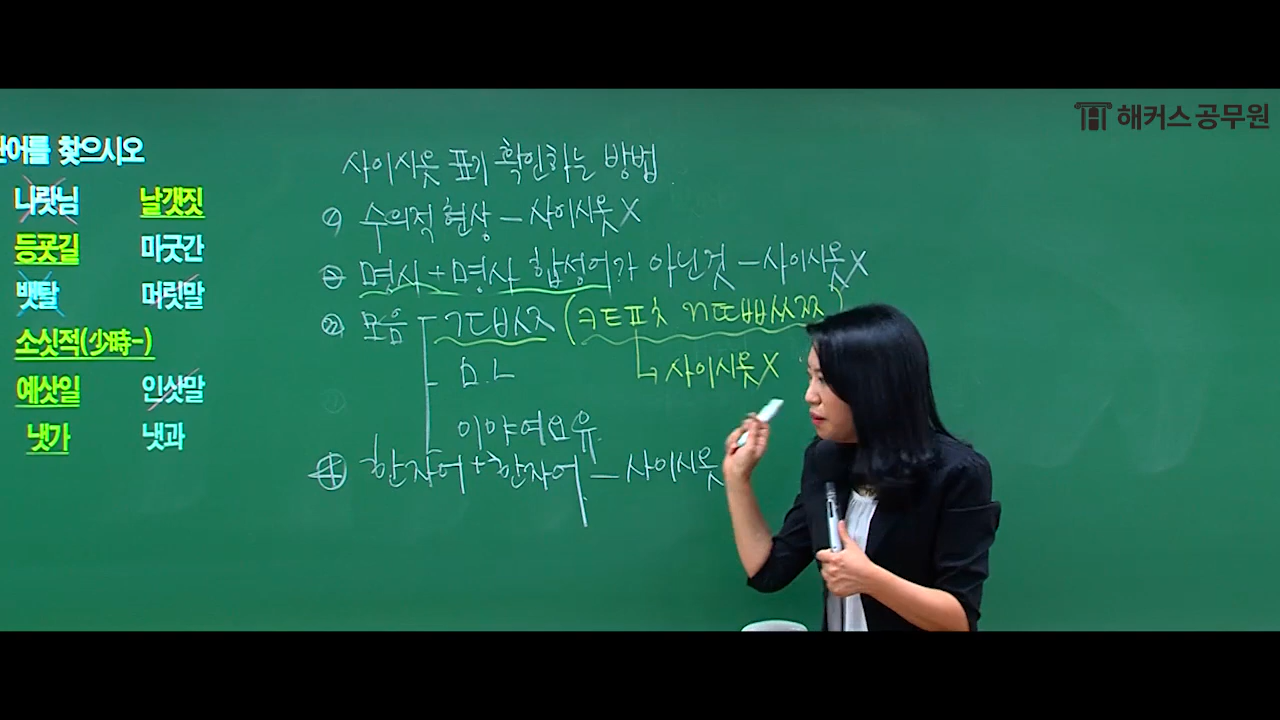 해커스 공무원
단어를 찾으시오
나랏님 날갯짓
등굣길 마굿간
뱃탈 머릿말
소싯적(少時-)
예삿일 인삿말
냇가 냇과
사이시옷 표기 확인하는 방법
① 수의적 현상 - 사이시옷 X
② 명사 + 명사 합성어가 아닌것 - 사이시옷 X
③ 모음 ㄱㄷㅂㅅㅈ (ㅋㅌㅍㅊ ㄲㄸㅃㅆㅉ)
ㅁ.ㄴ ↳ 사이시옷 X
이야여요유
④ 한자어 + 한자어 - 사이시옷